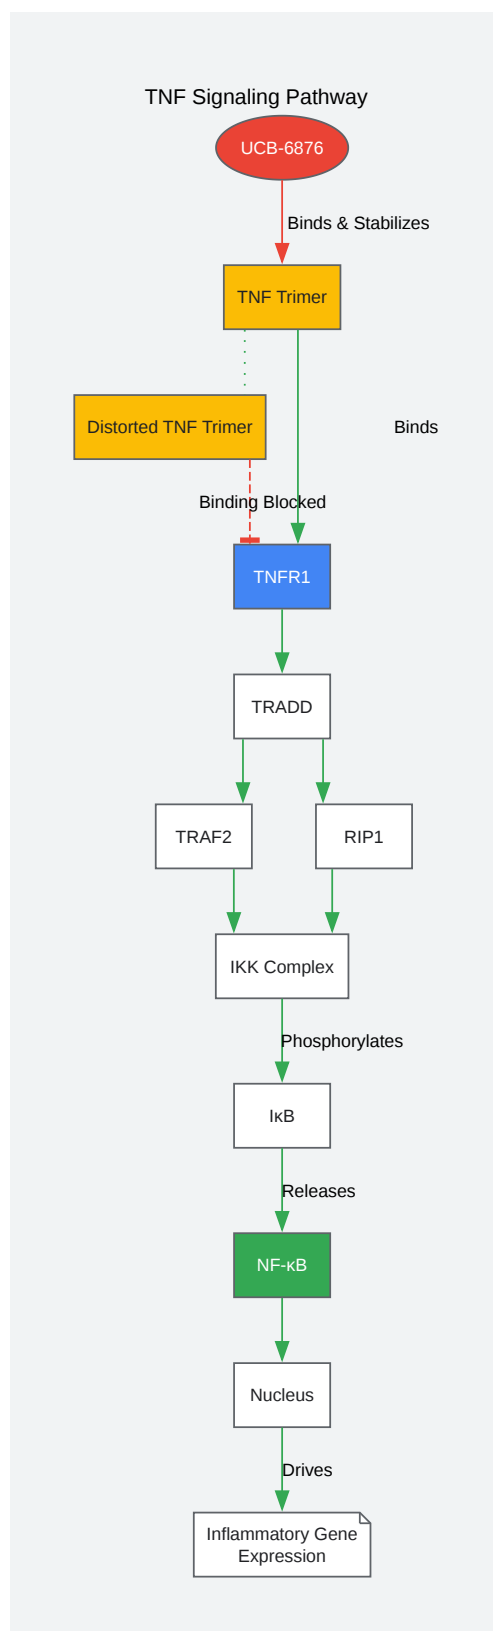 TNF Signaling Pathway
UCB-6876
Binds & Stabilizes
TNF Trimer
Distorted TNF Trimer
Binds
Binding Blocked
TNFR1
TRADD
TRAF2
RIP1
IKK Complex
Phosphorylates
IκB
Releases
NF-κB
Nucleus
Drives
Inflammatory Gene
Expression